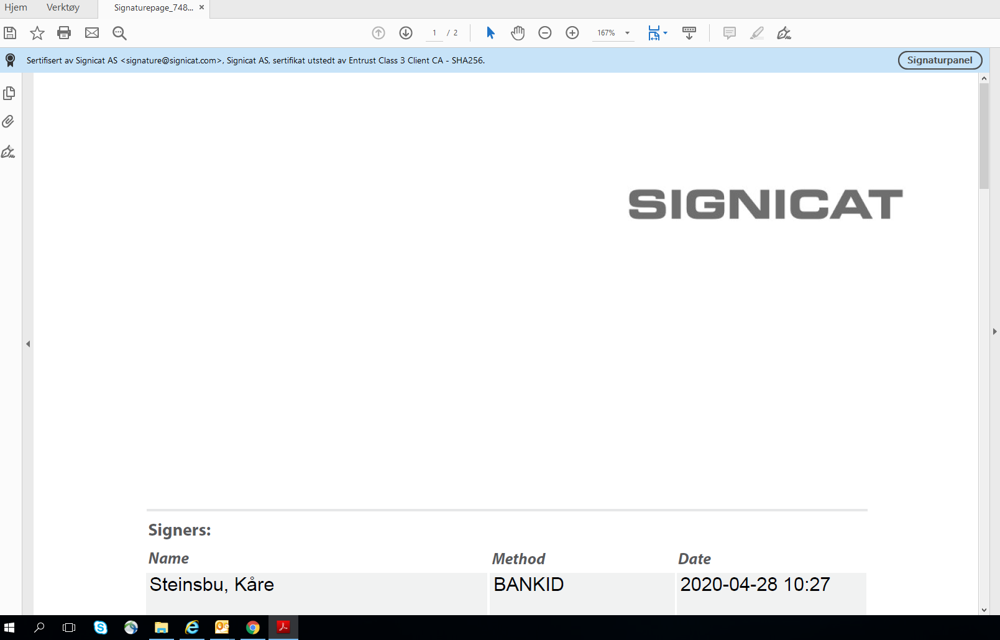 Hjem Verktøy Signaturepage_748... ×
1 / 2 167%
Sertifisert av Signicat AS <signature@signicat.com>, Signicat AS, sertifikat utstedt av Entrust Class 3 Client CA - SHA256. Signaturpanel
SIGNICAT
Signers:
Name Method Date
Steinsbu, Kåre BANKID 2020-04-28 10:27